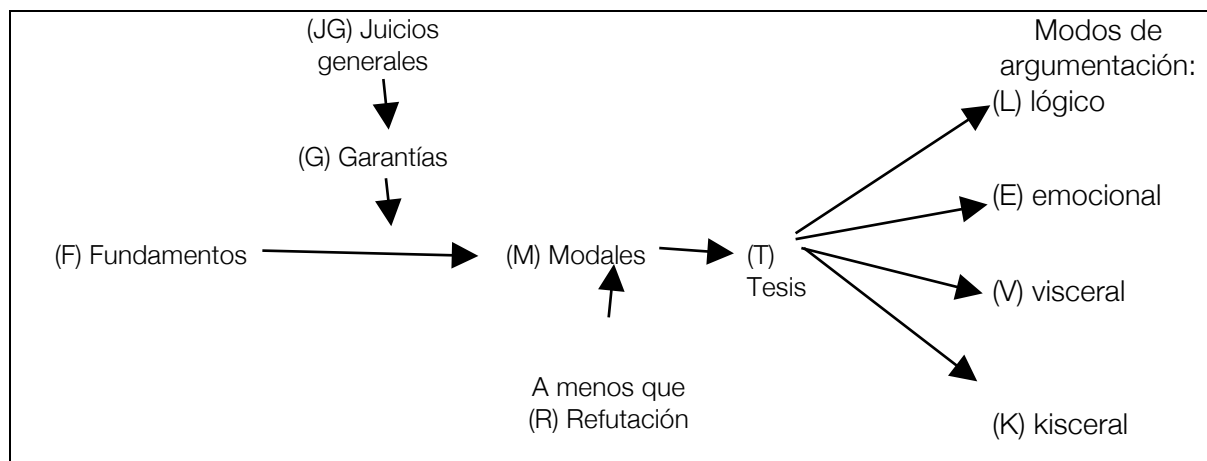 (JG) Juicios
generales
(G) Garantías
(F) Fundamentos
(M) Modales
(T)
Tesis
A menos que
(R) Refutación
Modos de
argumentación:
(L) lógico
(E) emocional
(V) visceral
(K) kisceral